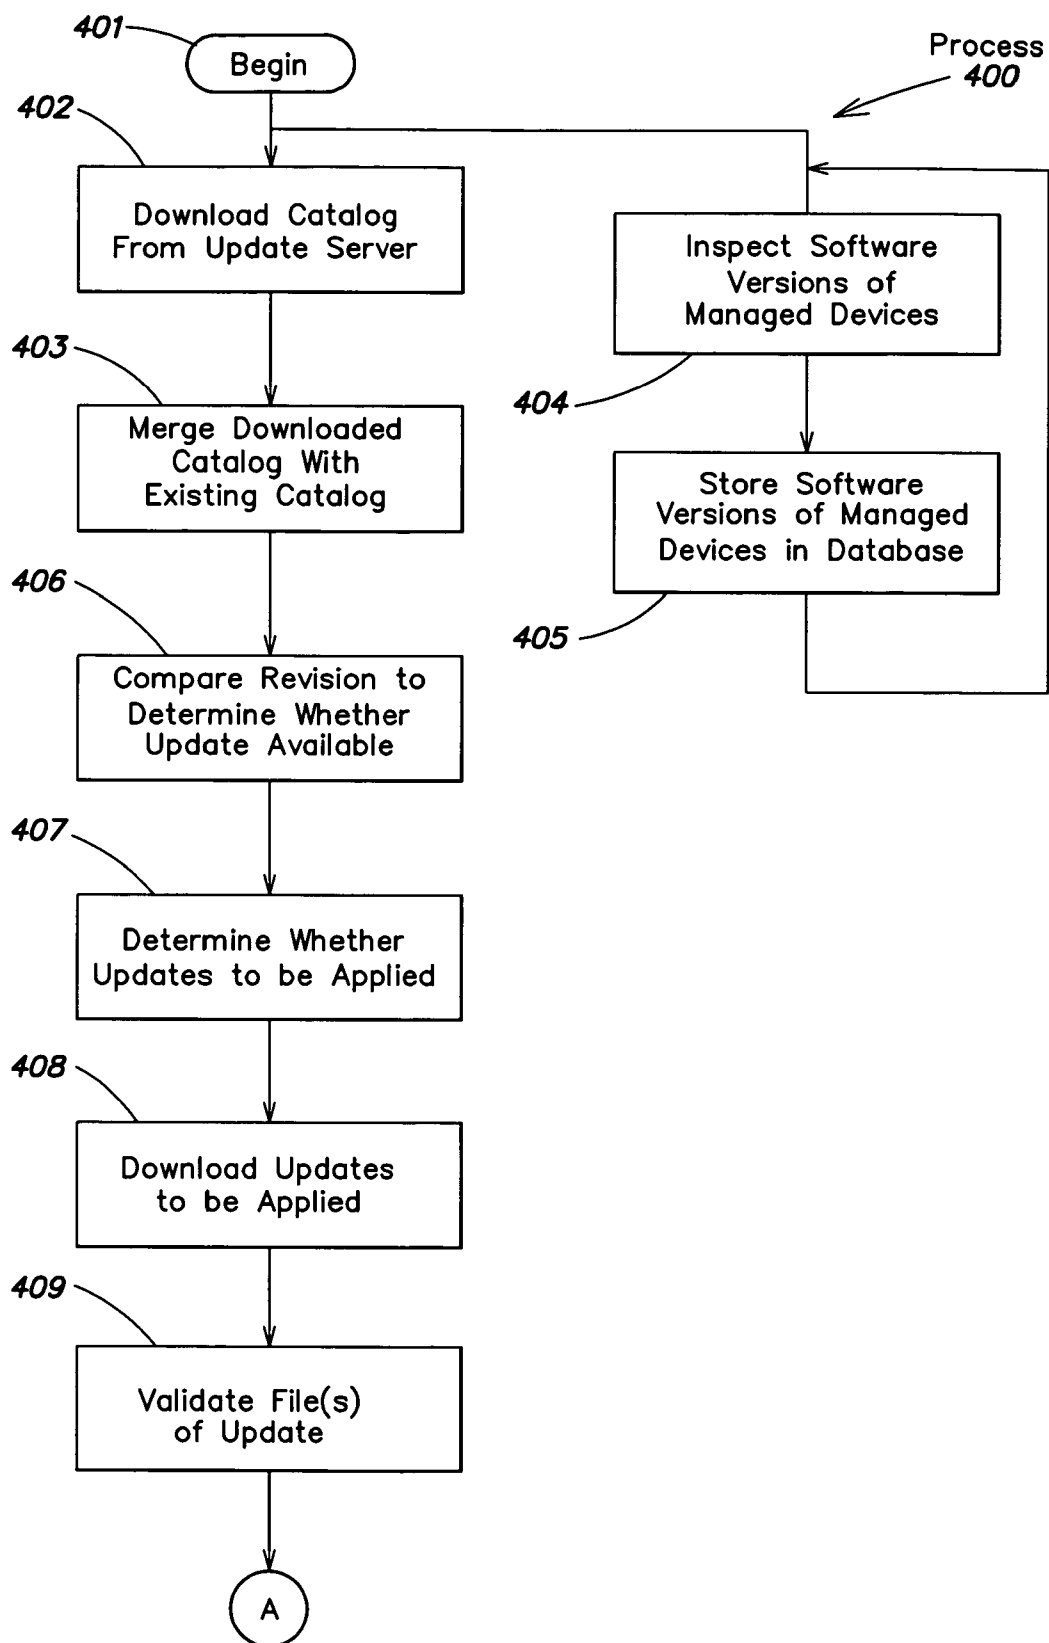 401
Begin
Process
400
402
Download Catalog
From Update Server
Inspect Software
Versions of
Managed Devices
403
404
Merge Downloaded
Catalog With
Existing Catalog
Store Software
Versions of Managed
Devices in Database
405
406
Compare Revision to
Determine Whether
Update Available
407
Determine Whether
Updates to be Applied
408
Download Updates
to be Applied
409
Validate File(s)
of Update
A